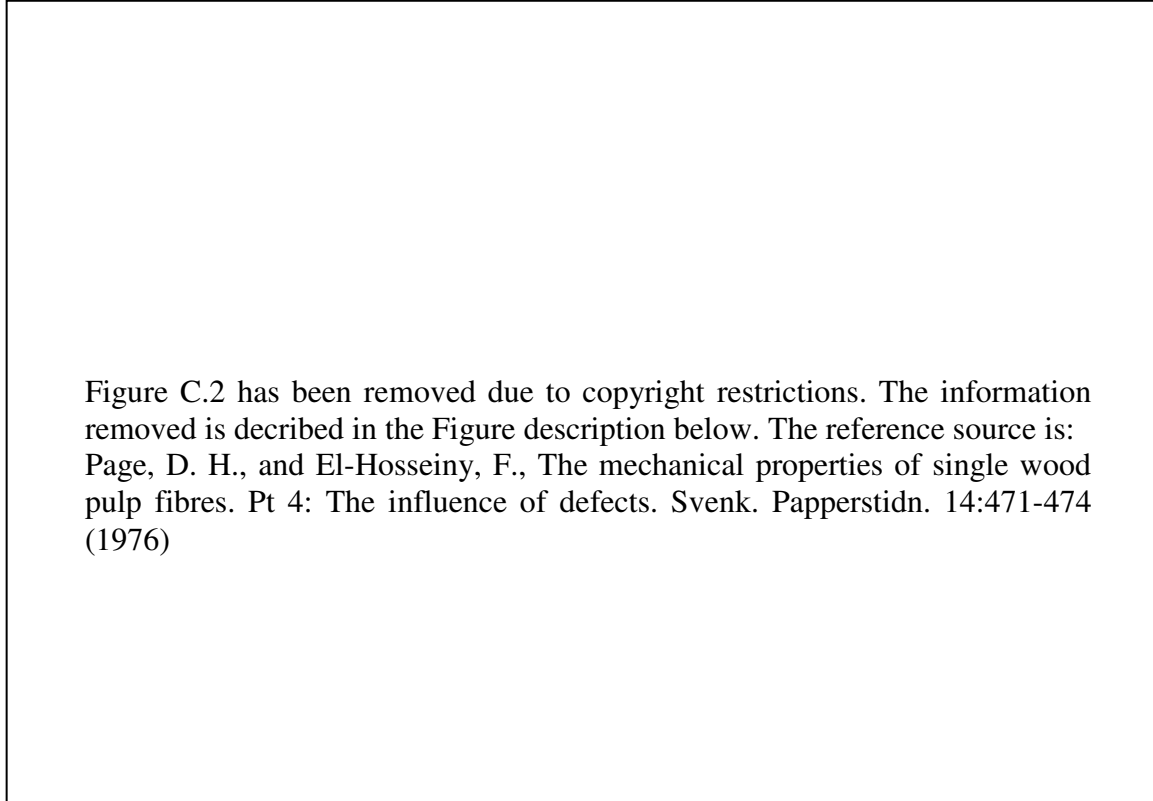 Figure C.2 has been removed due to copyright restrictions. The information
removed is decribed in the Figure description below. The reference source is:
Page, D. H., and El-Hosseiny, F., The mechanical properties of single wood
pulp fibres. Pt 4: The influence of defects. Svenk. Papperstidn. 14:471-474
(1976)